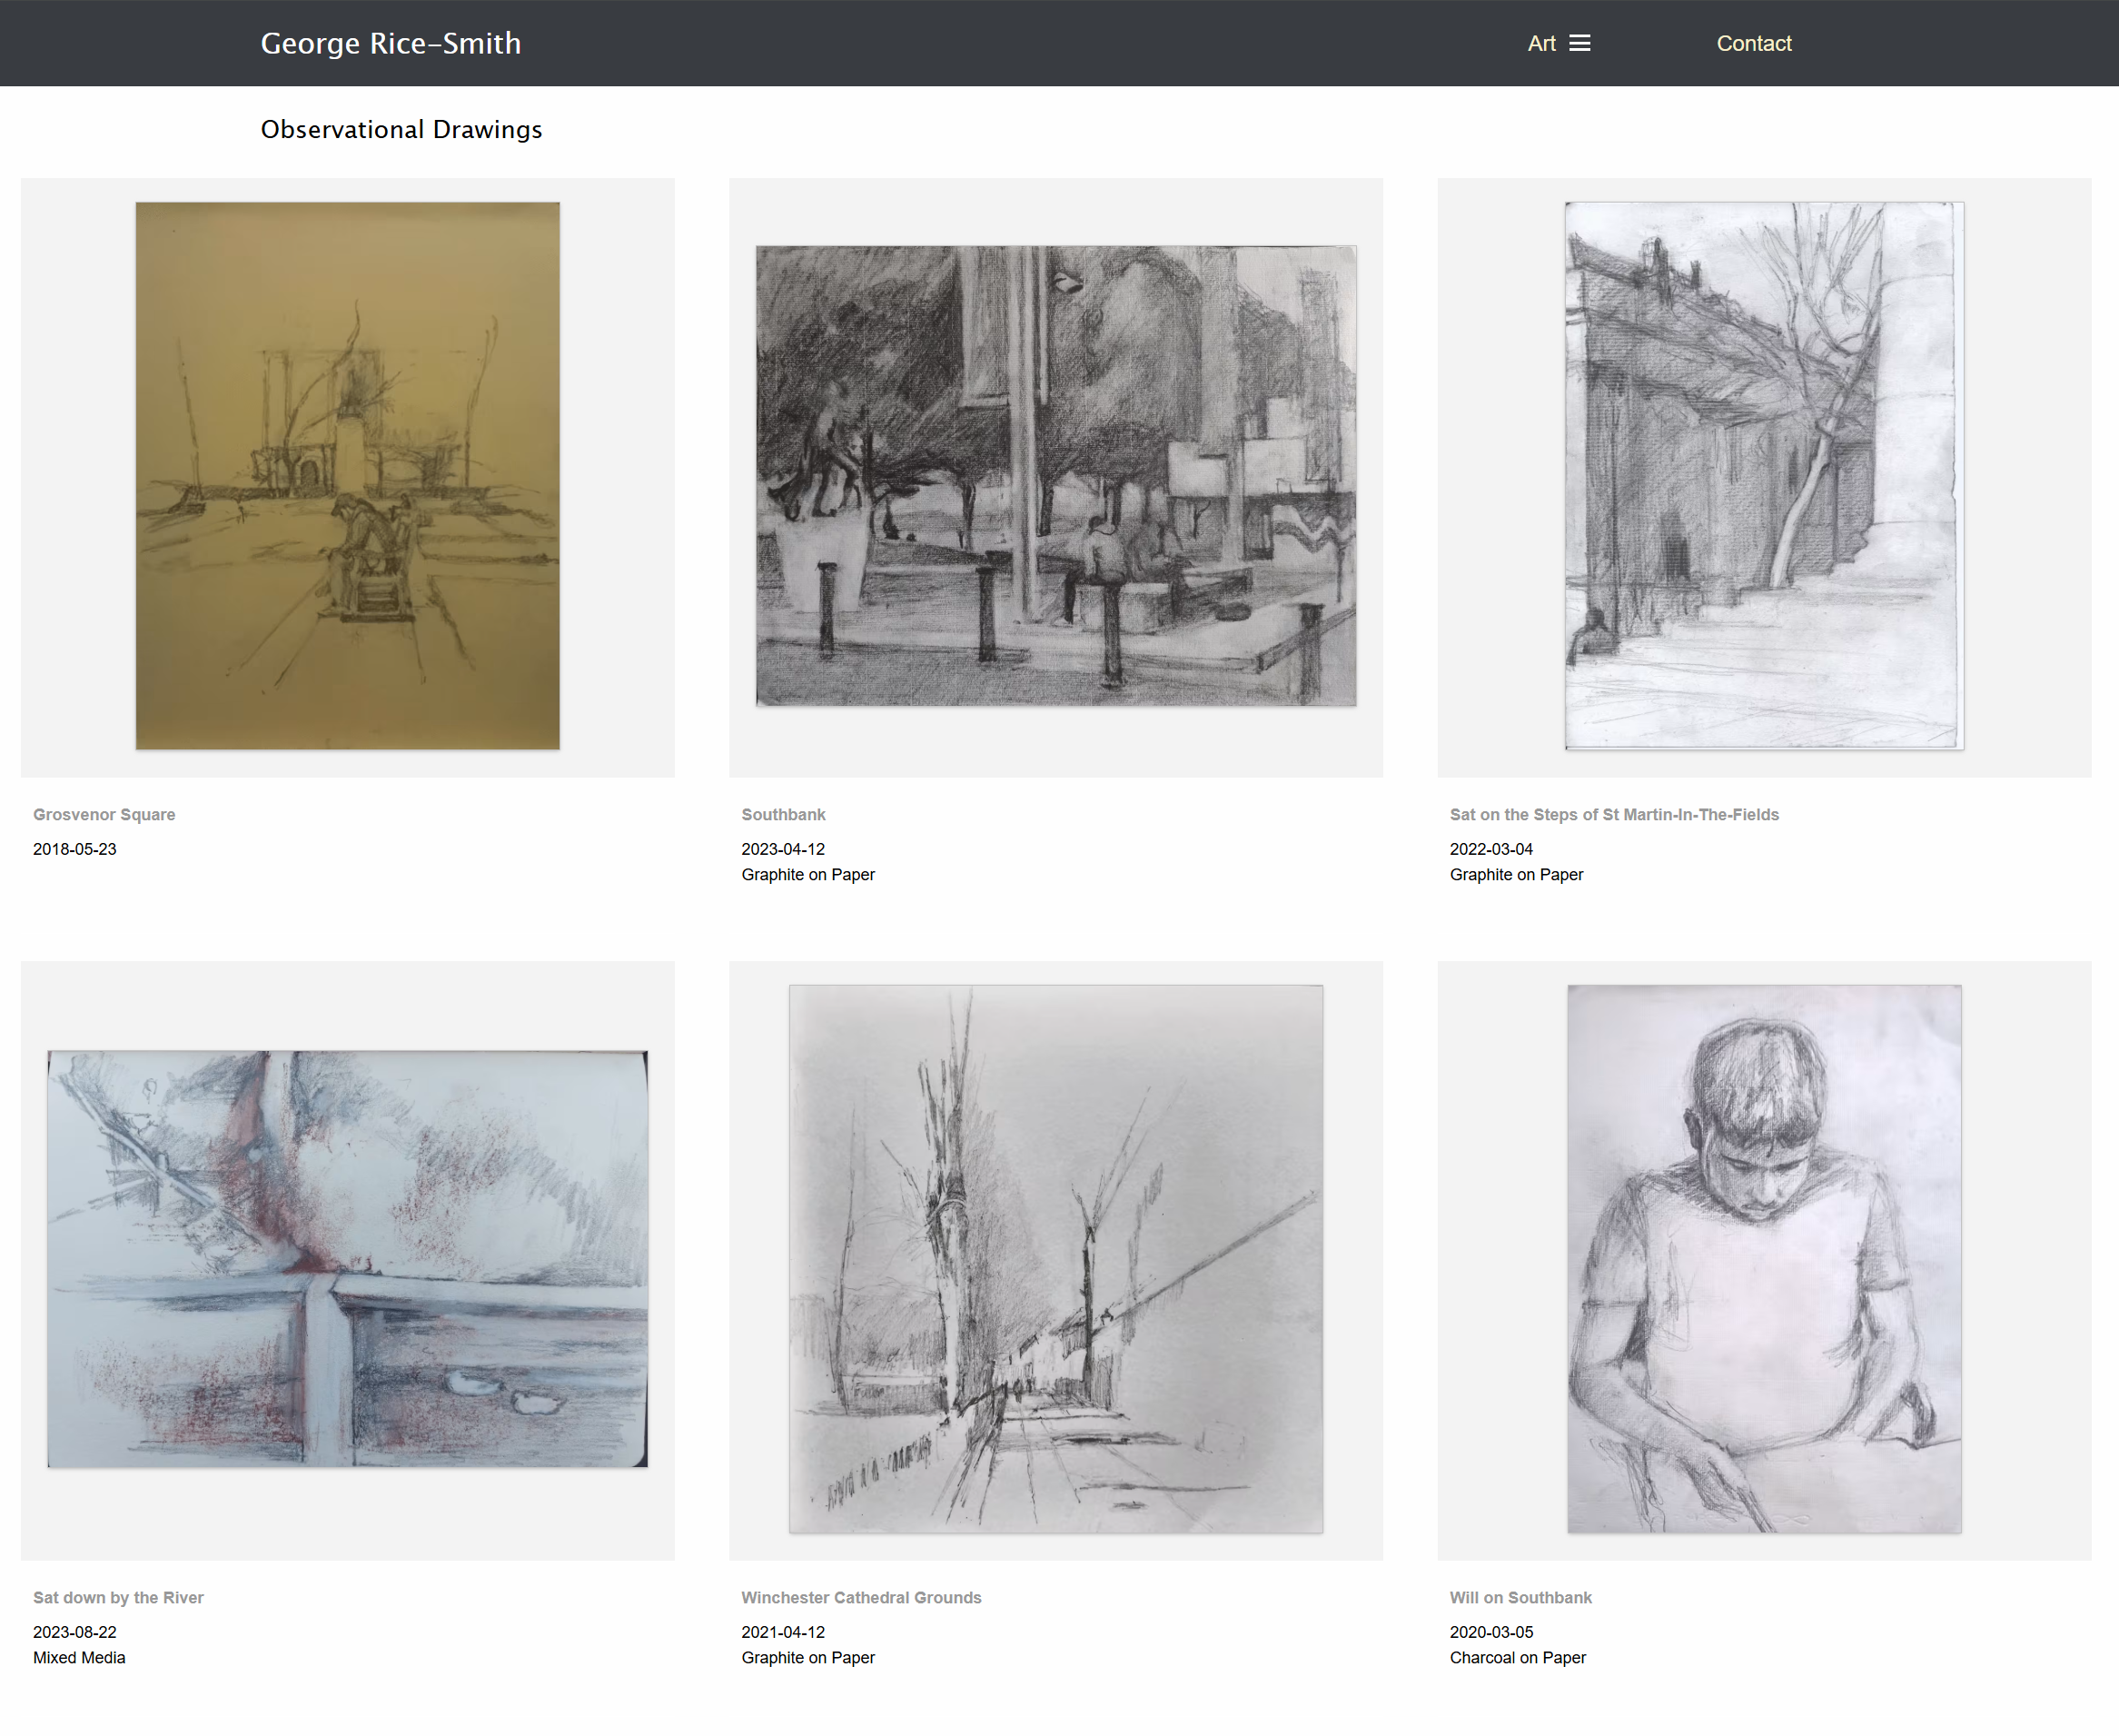 George Rice-Smith
Art
Contact
Observational Drawings
Grosvenor Square
2018-05-23
Southbank
2023-04-12
Graphite on Paper
Sat on the Steps of St Martin-In-The-Fields
2022-03-04
Graphite on Paper
Sat down by the River
2023-08-22
Mixed Media
Winchester Cathedral Grounds
2021-04-12
Graphite on Paper
Will on Southbank
2020-03-05
Charcoal on Paper